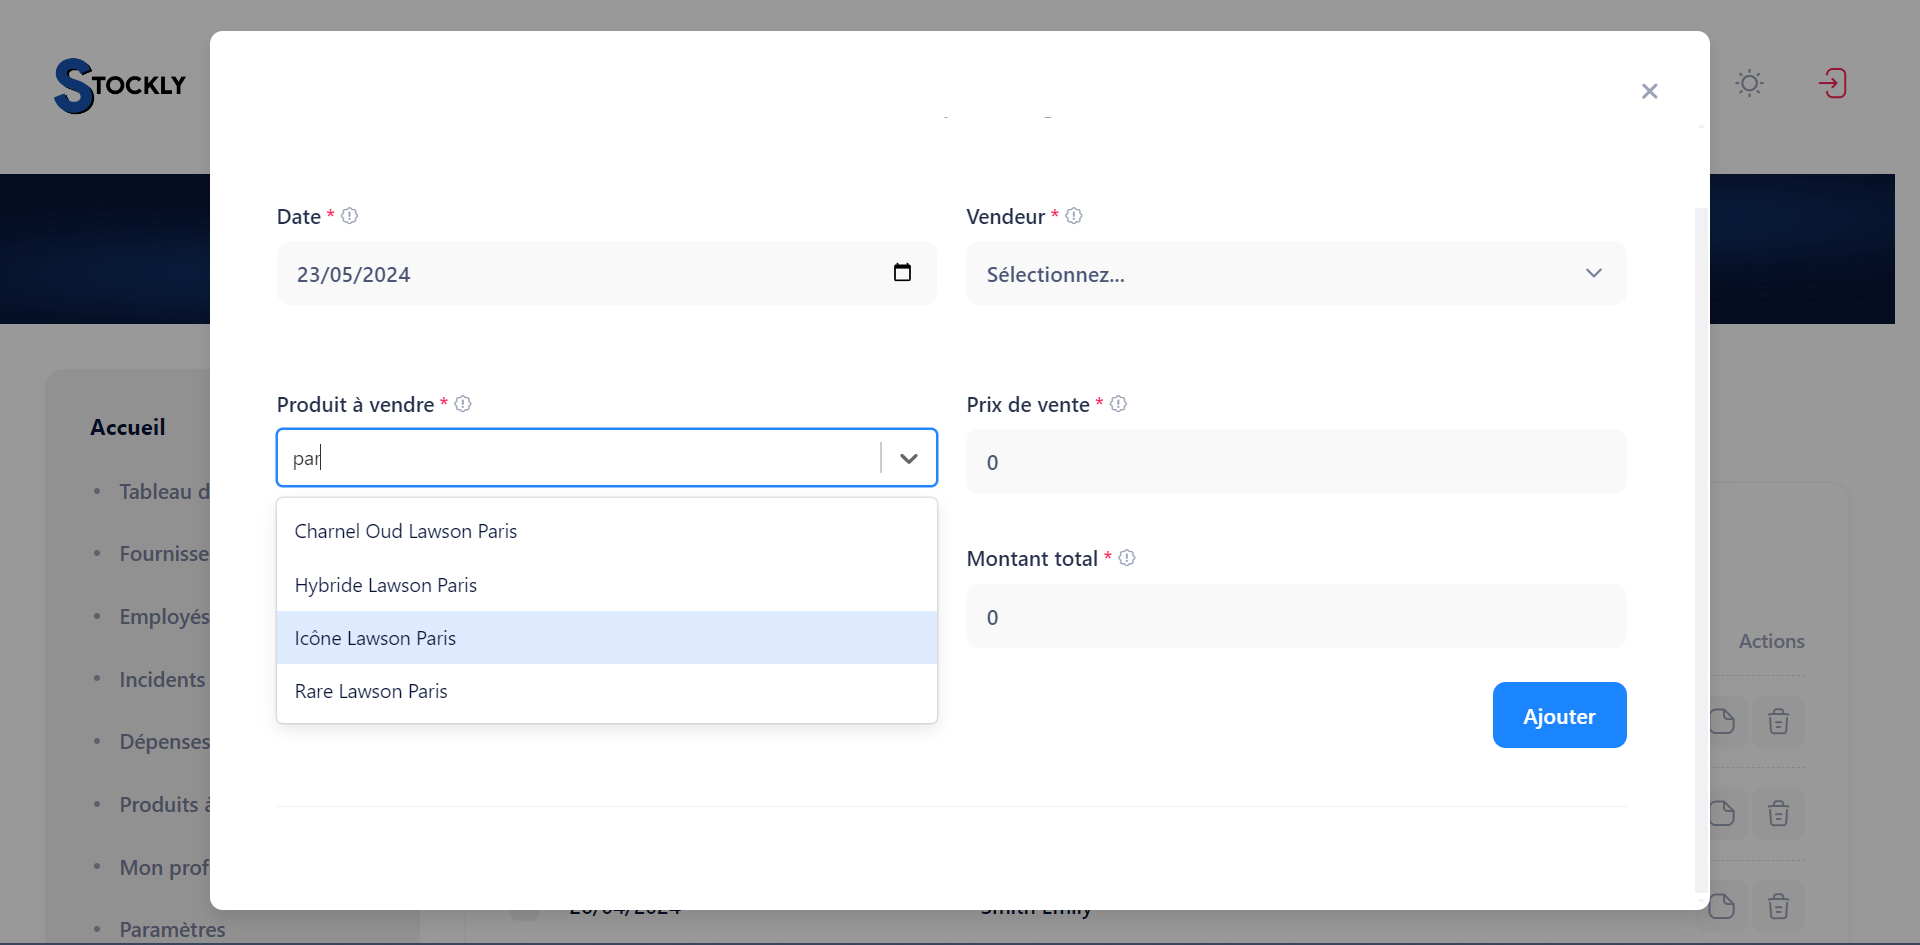 STOCKLY
Date *
Vendeur *
23/05/2024
Sélectionnez...
Produit à vendre *
Prix de vente *
par
0
Charnel Oud Lawson Paris
Hybride Lawson Paris
Icône Lawson Paris
Rare Lawson Paris
Montant total *
0
Ajouter
Accueil
Tableau d
Fournisse
Employés
Incidents
Dépenses
Produits à
Mon prof
Paramètres
Actions
Smith Emily